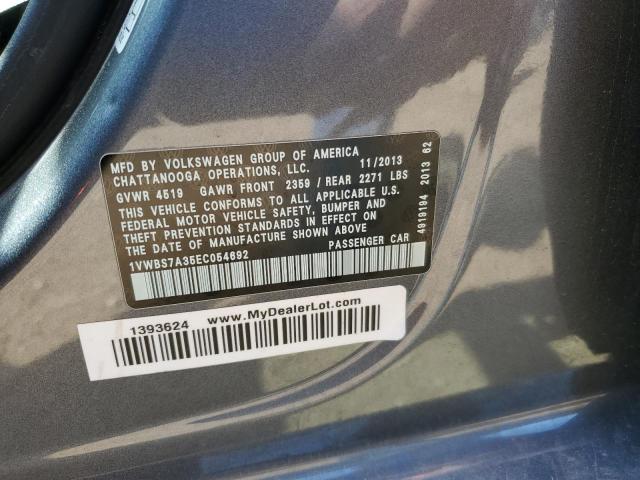 MFD BY VOLKSWAGEN GROUP OF AMERICA 11/2013
CHATTANOOGA OPERATIONS, LLC.
GVWR 4519 GAWR FRONT 2359 / REAR 2271 LBS
THIS VEHICLE CONFORMS TO ALL APPLICABLE U.S.
FEDERAL MOTOR VEHICLE SAFETY, BUMPER AND
THEFT PREVENTION STANDARDS IN EFFECT ON
THE DATE OF MANUFACTURE SHOWN ABOVE
1VWBS7A35EC054692 PASSENGER CAR
4919194 2013 62
1393624 www.MyDealerLot.com